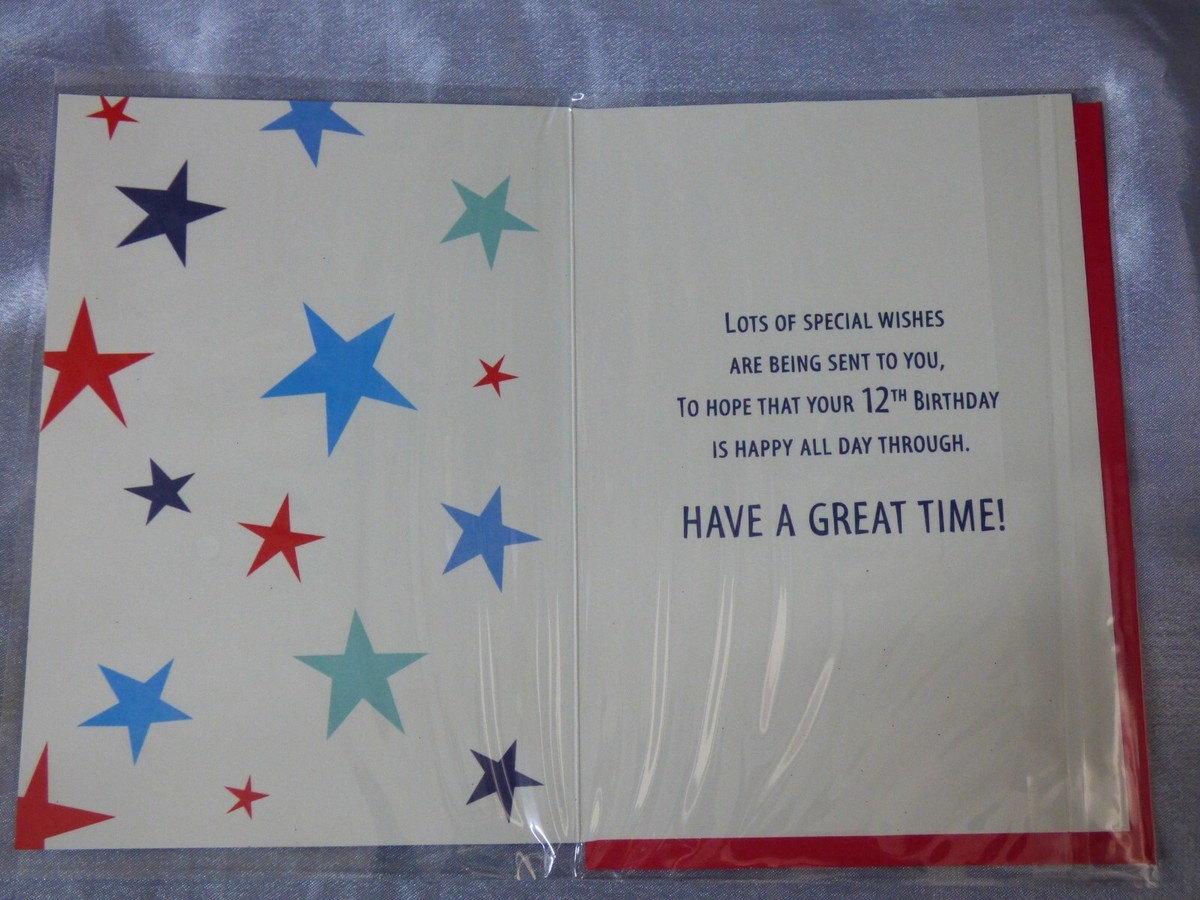 Lots of special wishes
are being sent to you,
To hope that your 12th Birthday
is happy all day through.
HAVE A GREAT TIME!